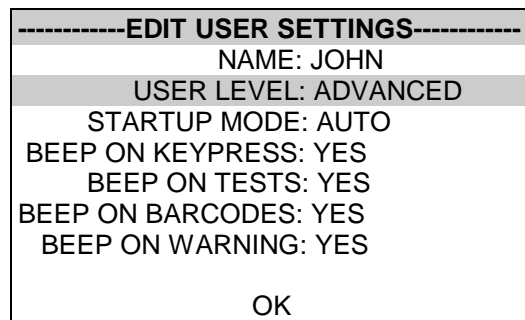 ------------EDIT USER SETTINGS------------
NAME: JOHN
USER LEVEL: ADVANCED
STARTUP MODE: AUTO
BEEP ON KEYPRESS: YES
BEEP ON TESTS: YES
BEEP ON BARCODES: YES
BEEP ON WARNING: YES
OK